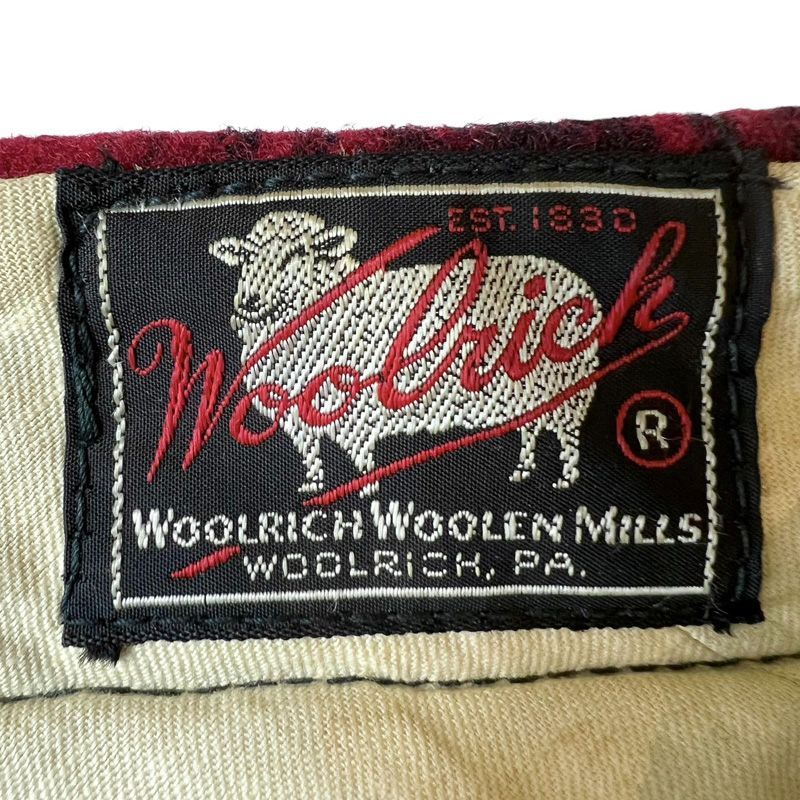 EST. 1830
Woolrich
®
WOOLRICH WOOLEN MILLS
WOOLRICH, PA.